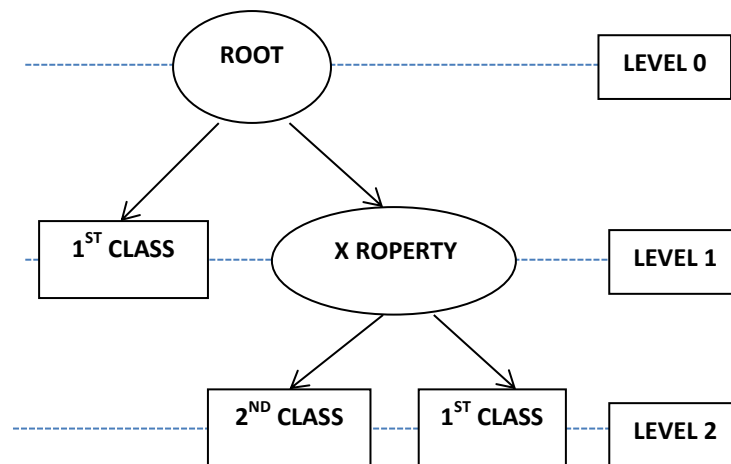 ROOT
LEVEL 0
1ST CLASS
X ROPERTY
LEVEL 1
2ND CLASS
1ST CLASS
LEVEL 2